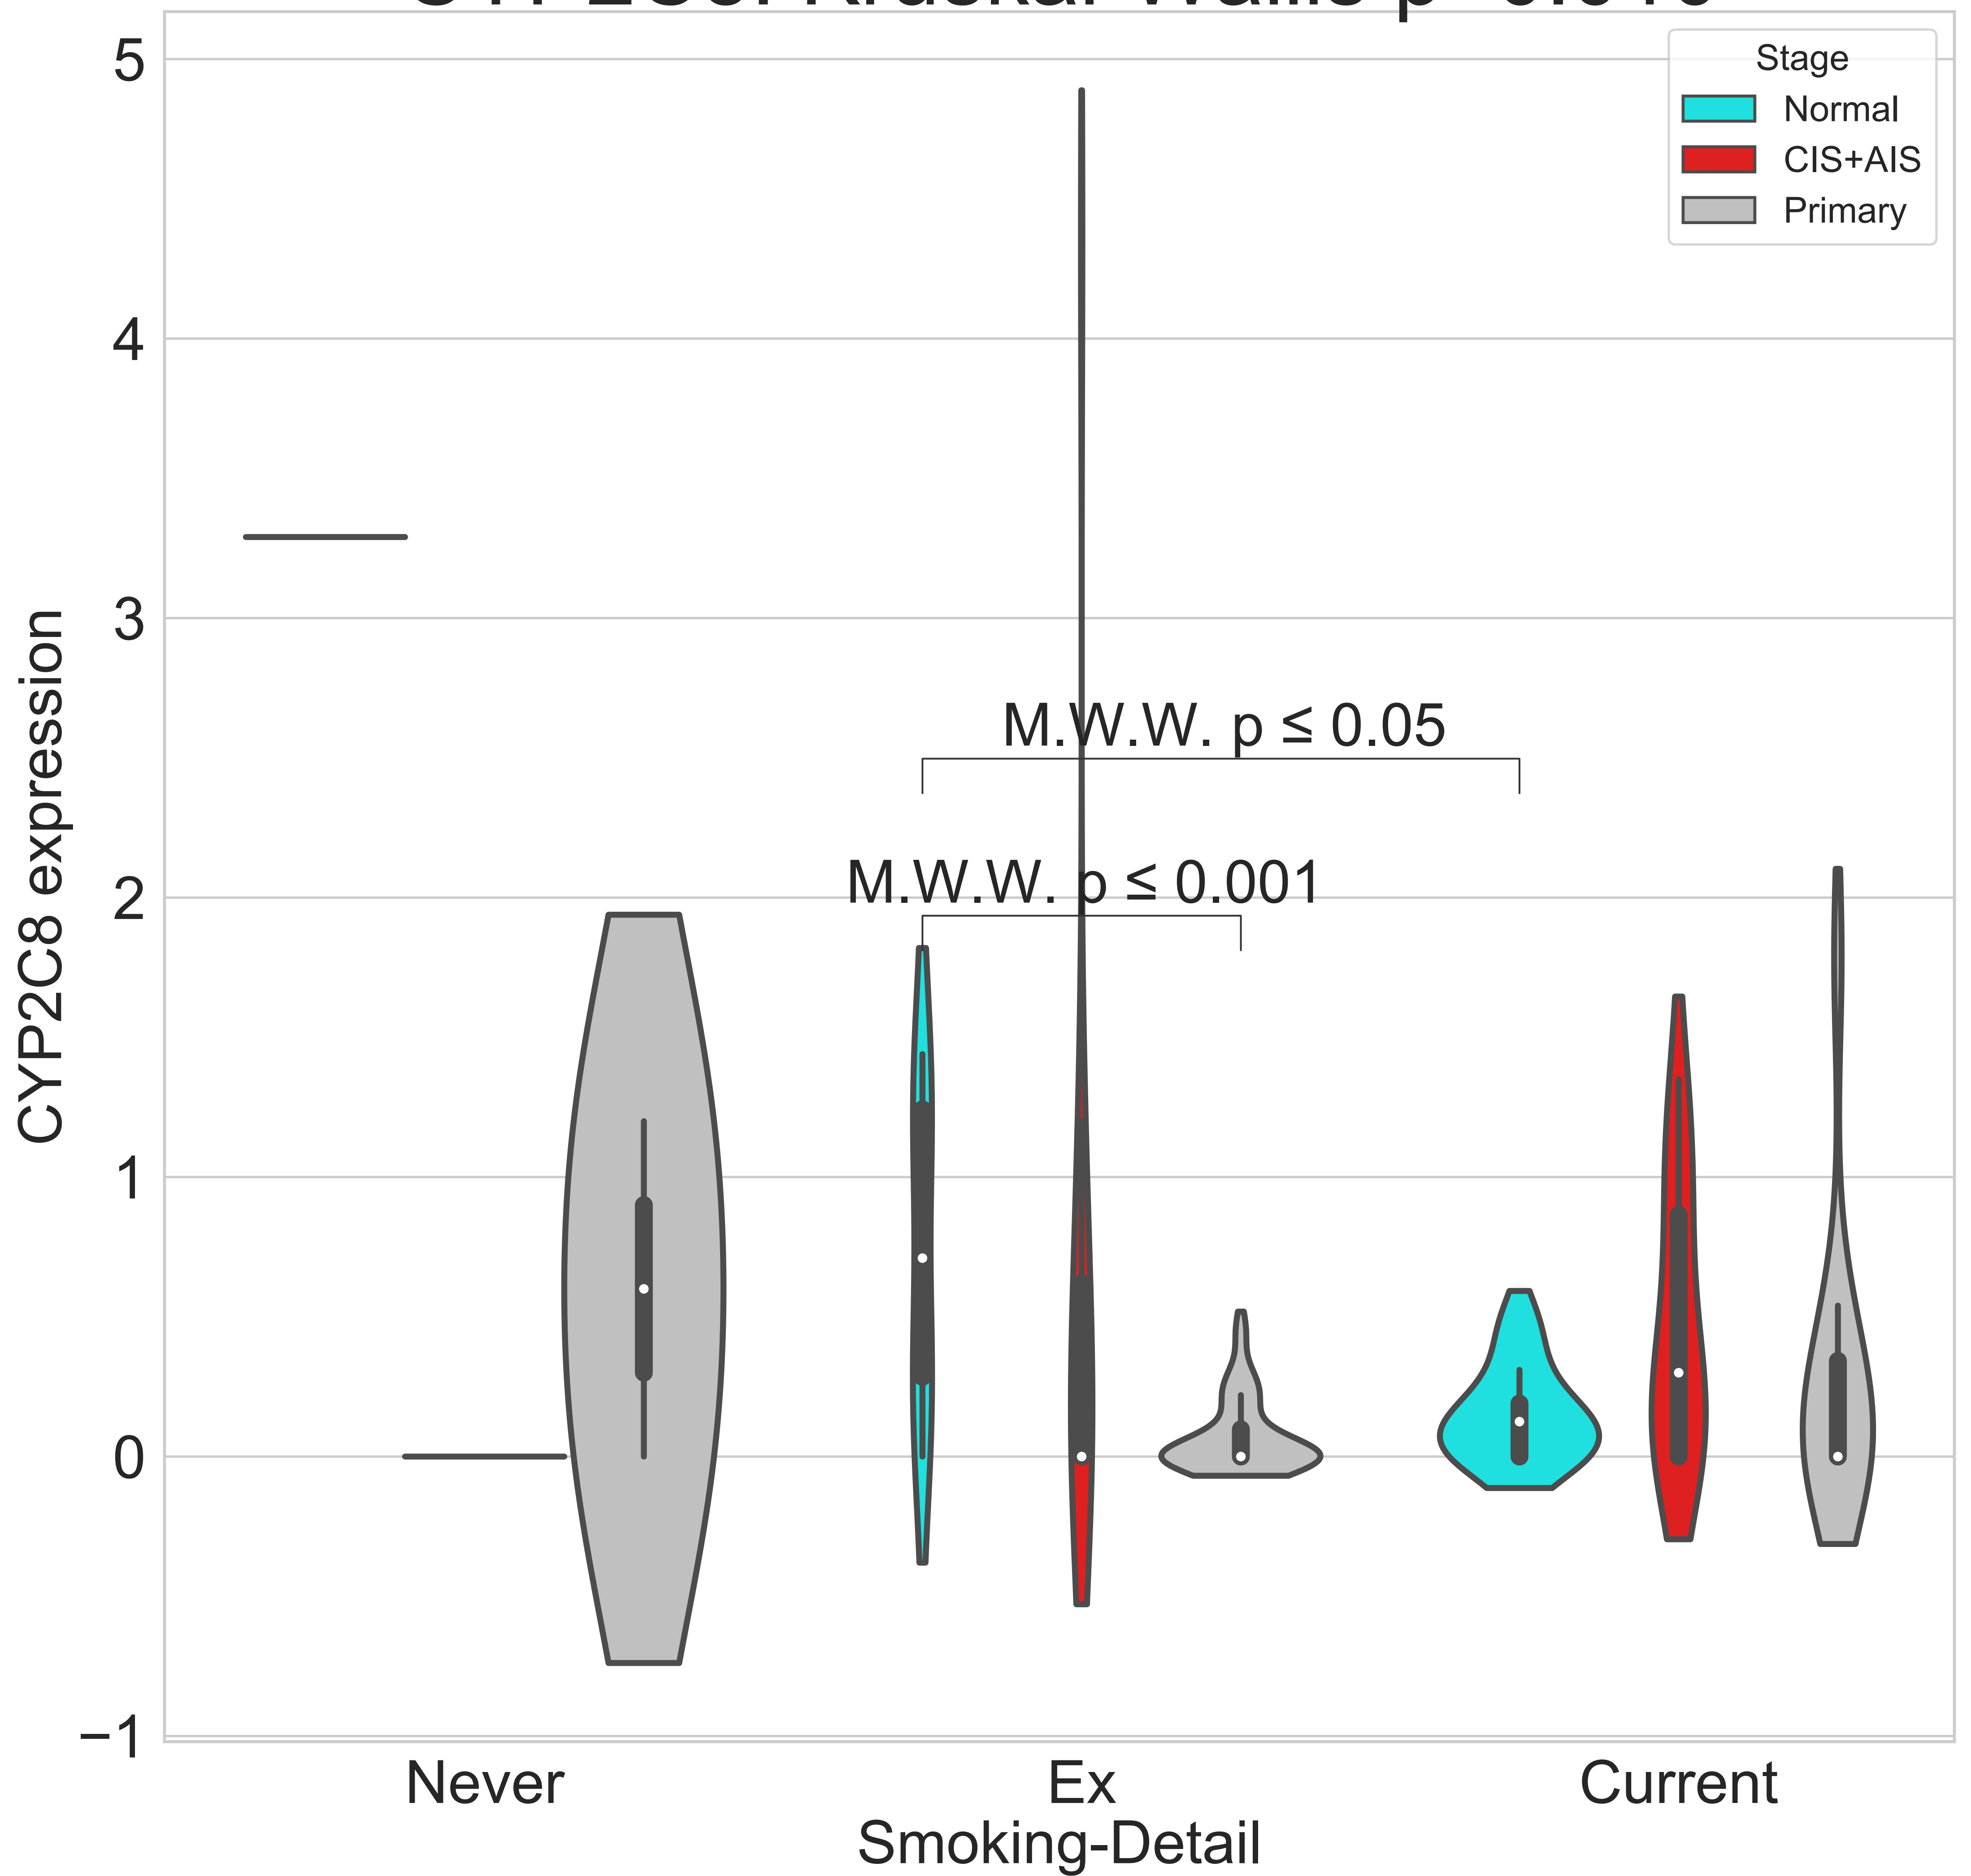 5
4
3
2
1
0
−1
CYP2C8 expression
Stage
Normal
CIS+AIS
Primary
M.W.W. p ≤ 0.05
M.W.W. p ≤ 0.001
Never
Ex
Current
Smoking-Detail